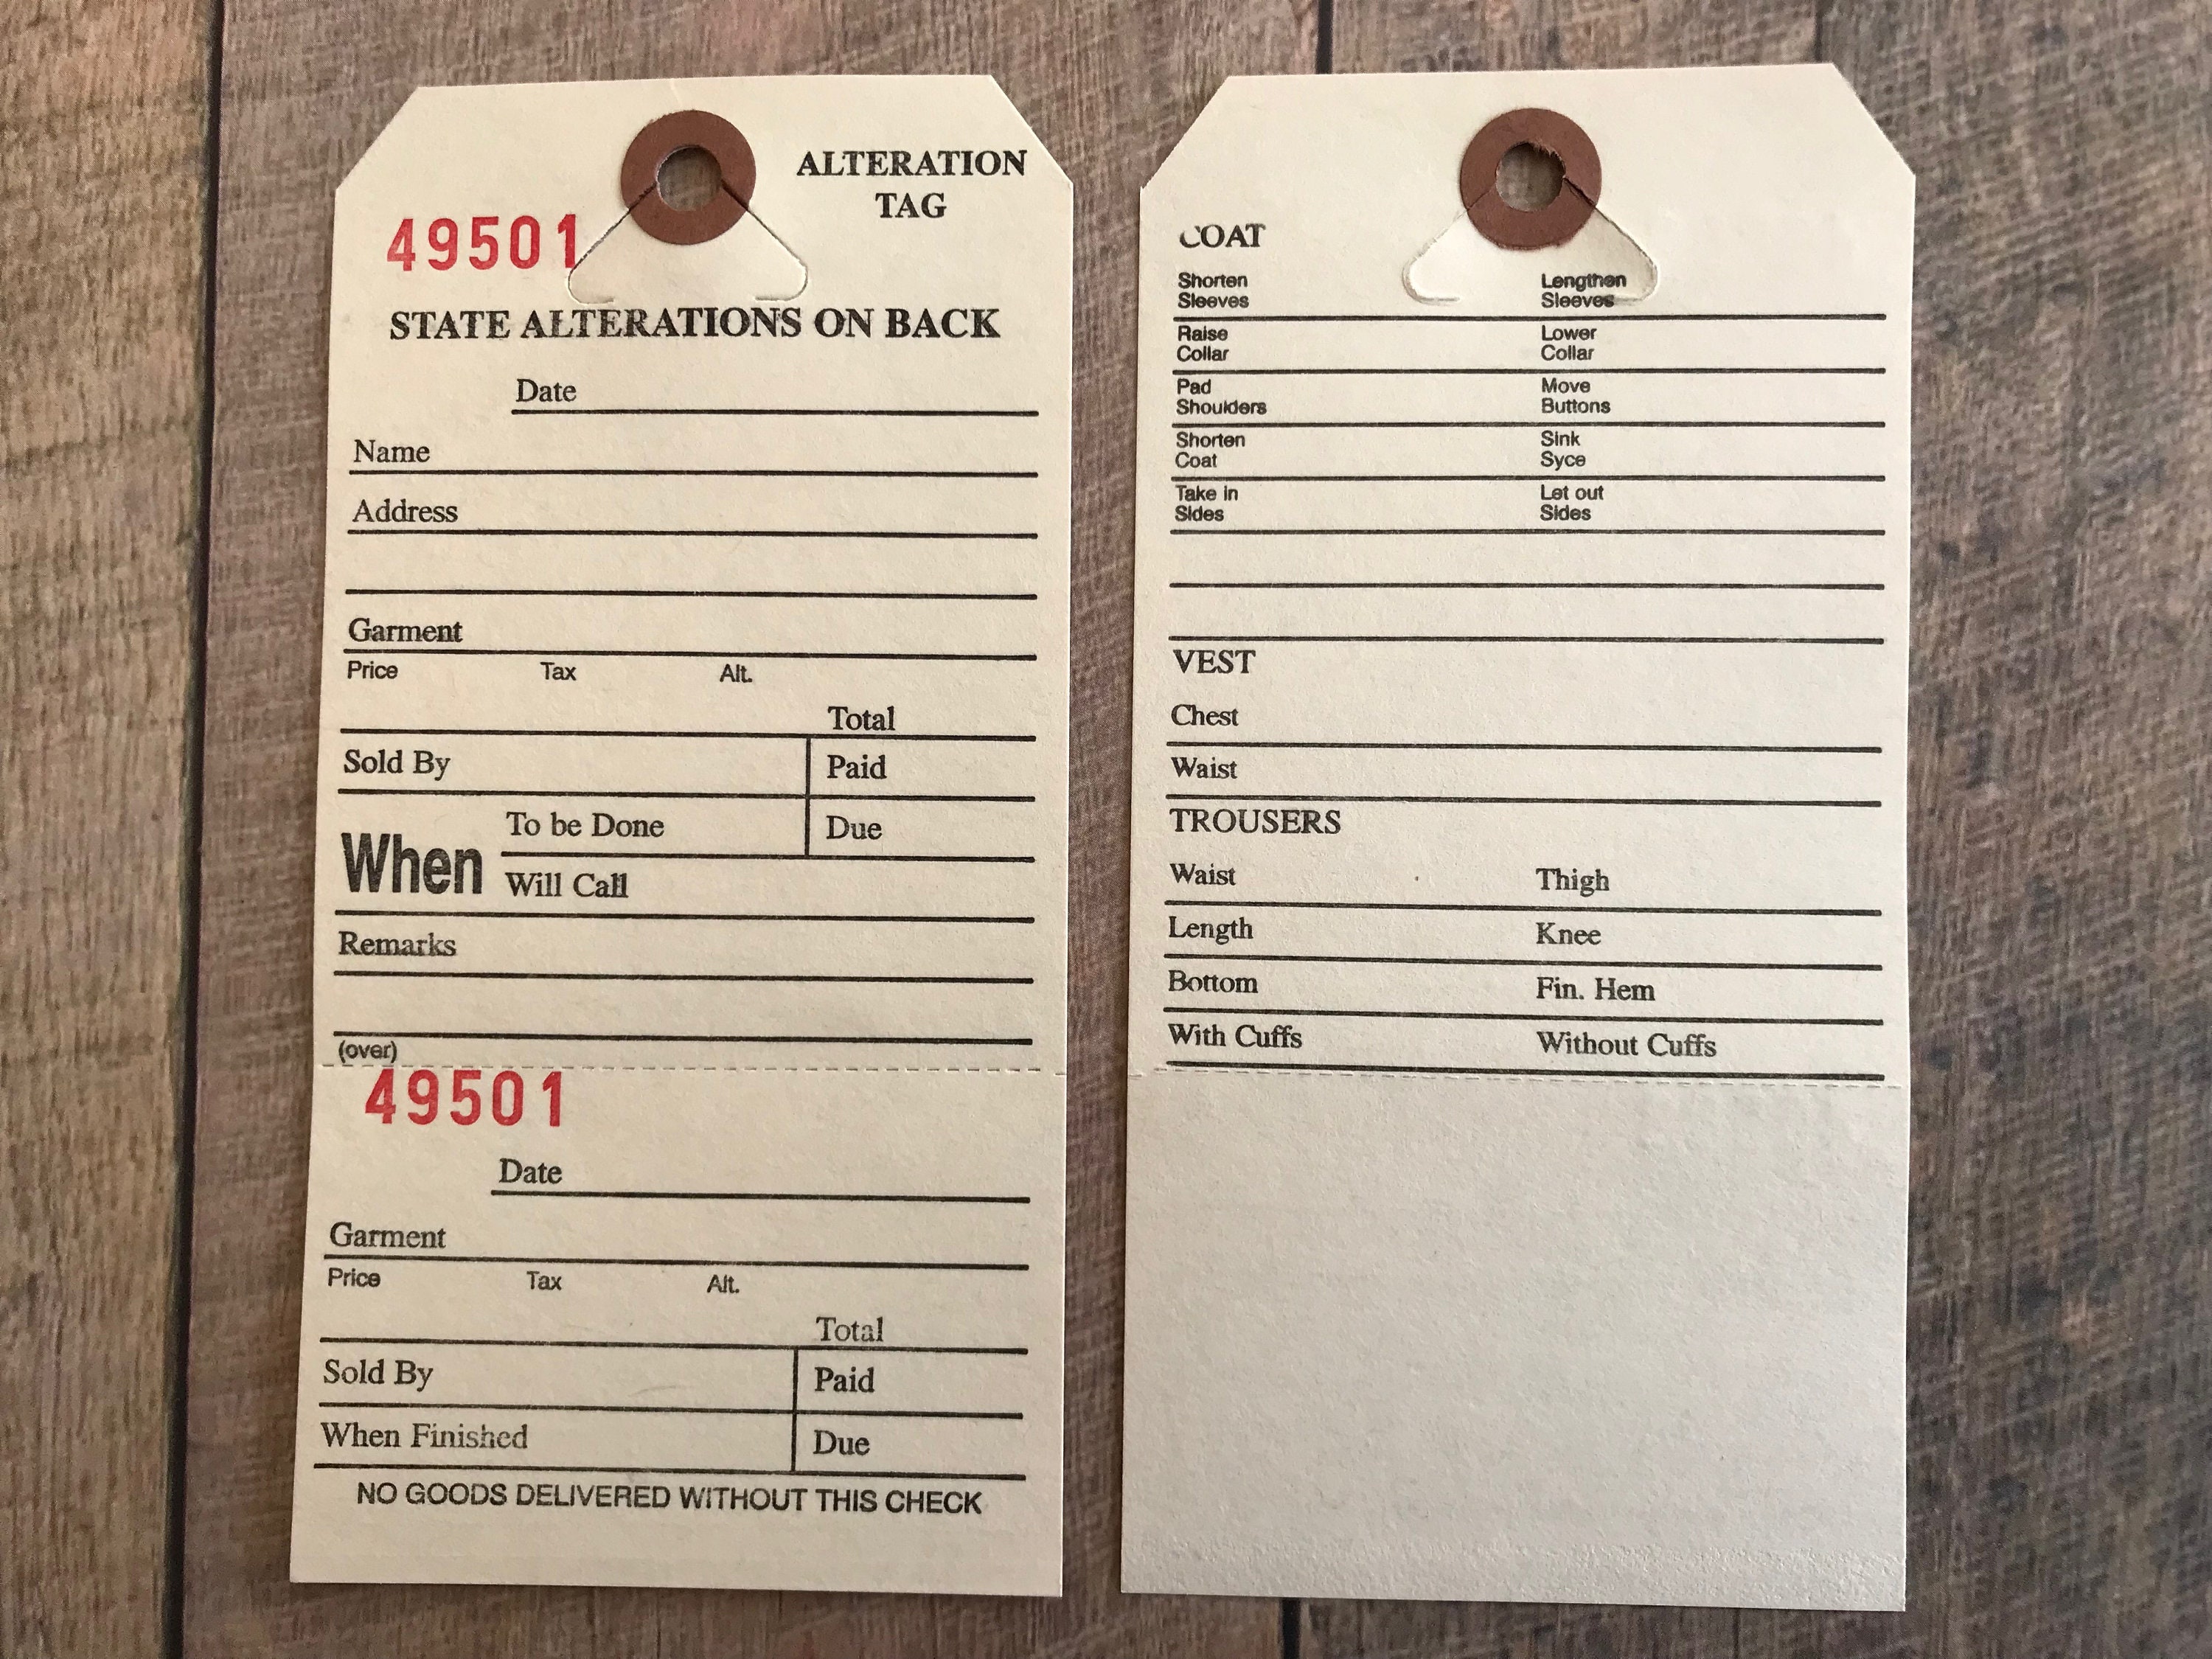 ALTERATION
TAG
49501
STATE ALTERATIONS ON BACK
Date
Name
Address
Garment
Price Tax Alt.
Total
Sold By Paid
To be Done Due
When
Will Call
Remarks
(over)
49501
Date
Garment
Price Tax Alt.
Total
Sold By Paid
When Finished Due
NO GOODS DELIVERED WITHOUT THIS CHECK
COAT
Shorten Lengthen
Sleeves Sleeves
Raise Lower
Collar Collar
Pad Move
Shoulders Buttons
Shorten Sink
Coat Syce
Take in Let out
Sides Sides
VEST
Chest
Waist
TROUSERS
Waist Thigh
Length Knee
Bottom Fin. Hem
With Cuffs Without Cuffs